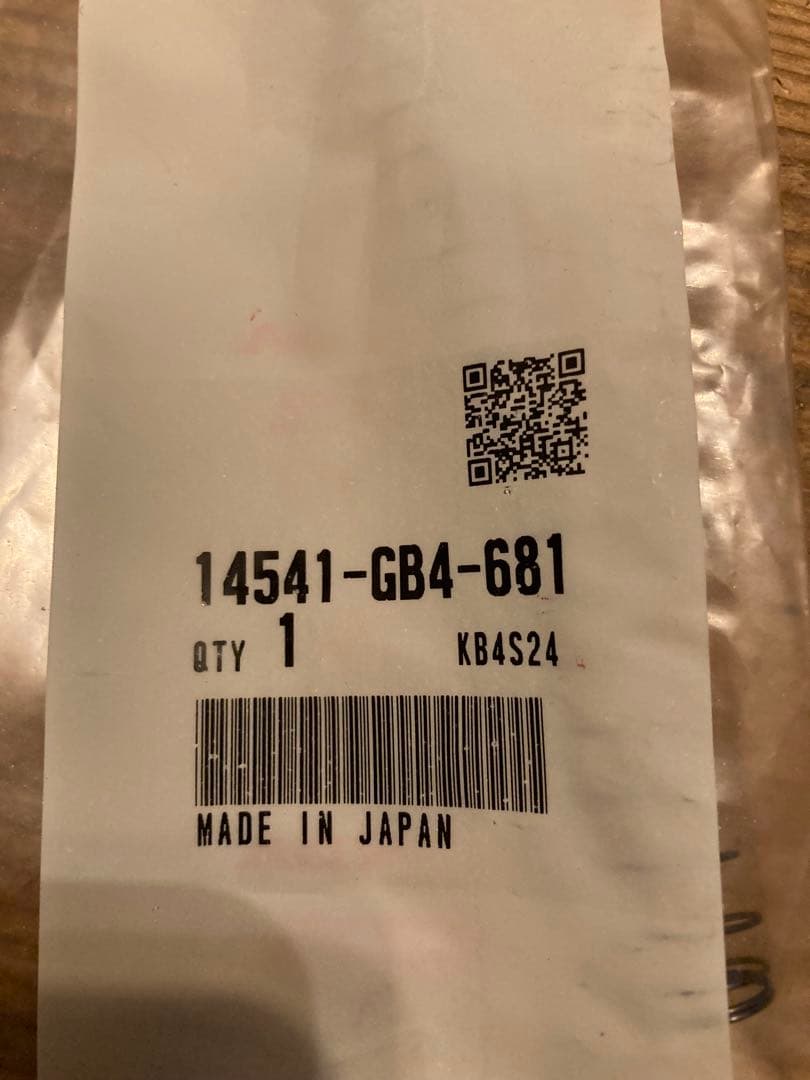 14541-GB4-681
QTY 1 KB4S24
MADE IN JAPAN